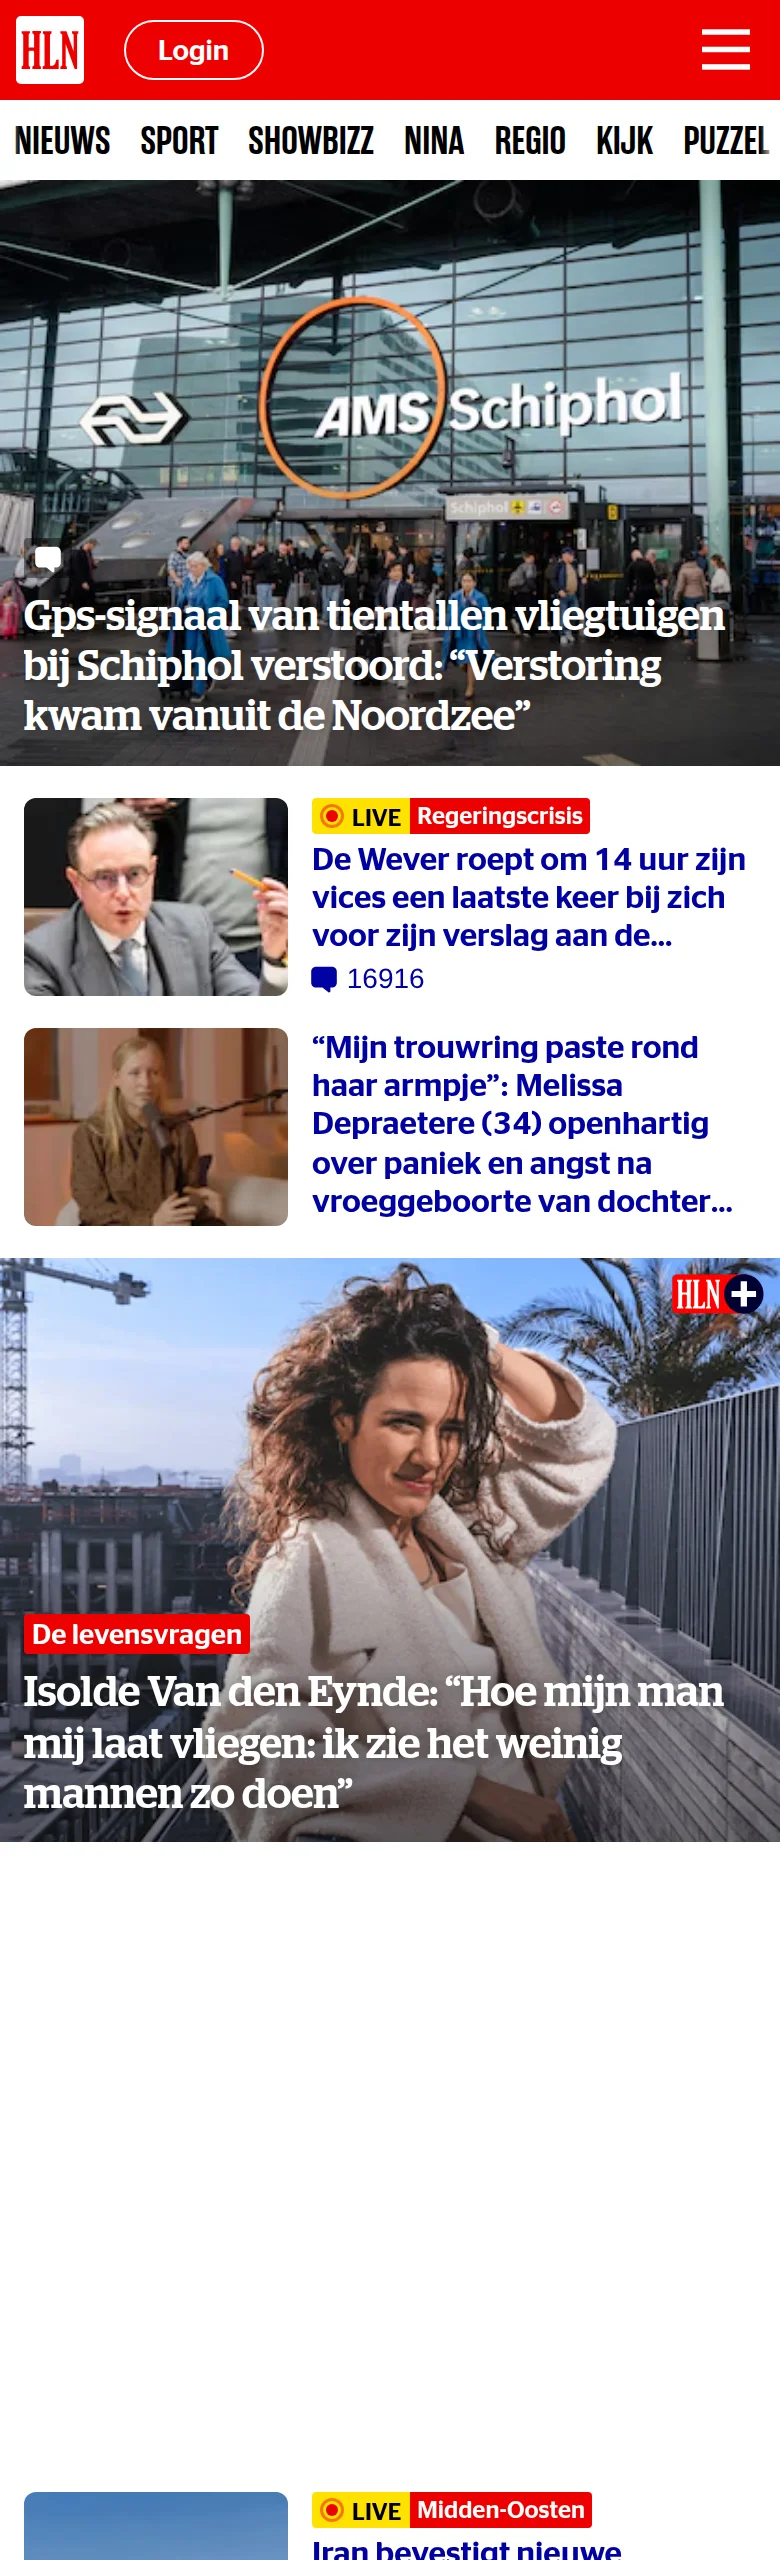 HLN
Login
NIEUWS SPORT SHOWBIZZ NINA REGIO KIJK PUZZEL
AMS Schiphol
Schiphol
Gps-signaal van tientallen vliegtuigen
bij Schiphol verstoord: “Verstoring
kwam vanuit de Noordzee”
LIVE Regeringscrisis
De Wever roept om 14 uur zijn
vices een laatste keer bij zich
voor zijn verslag aan de...
16916
“Mijn trouwring paste rond
haar armpje”: Melissa
Depraetere (34) openhartig
over paniek en angst na
vroeggeboorte van dochter...
HLN+
De levensvragen
Isolde Van den Eynde: “Hoe mijn man
mij laat vliegen: ik zie het weinig
mannen zo doen”
LIVE Midden-Oosten
Iran bevestigt nieuwe